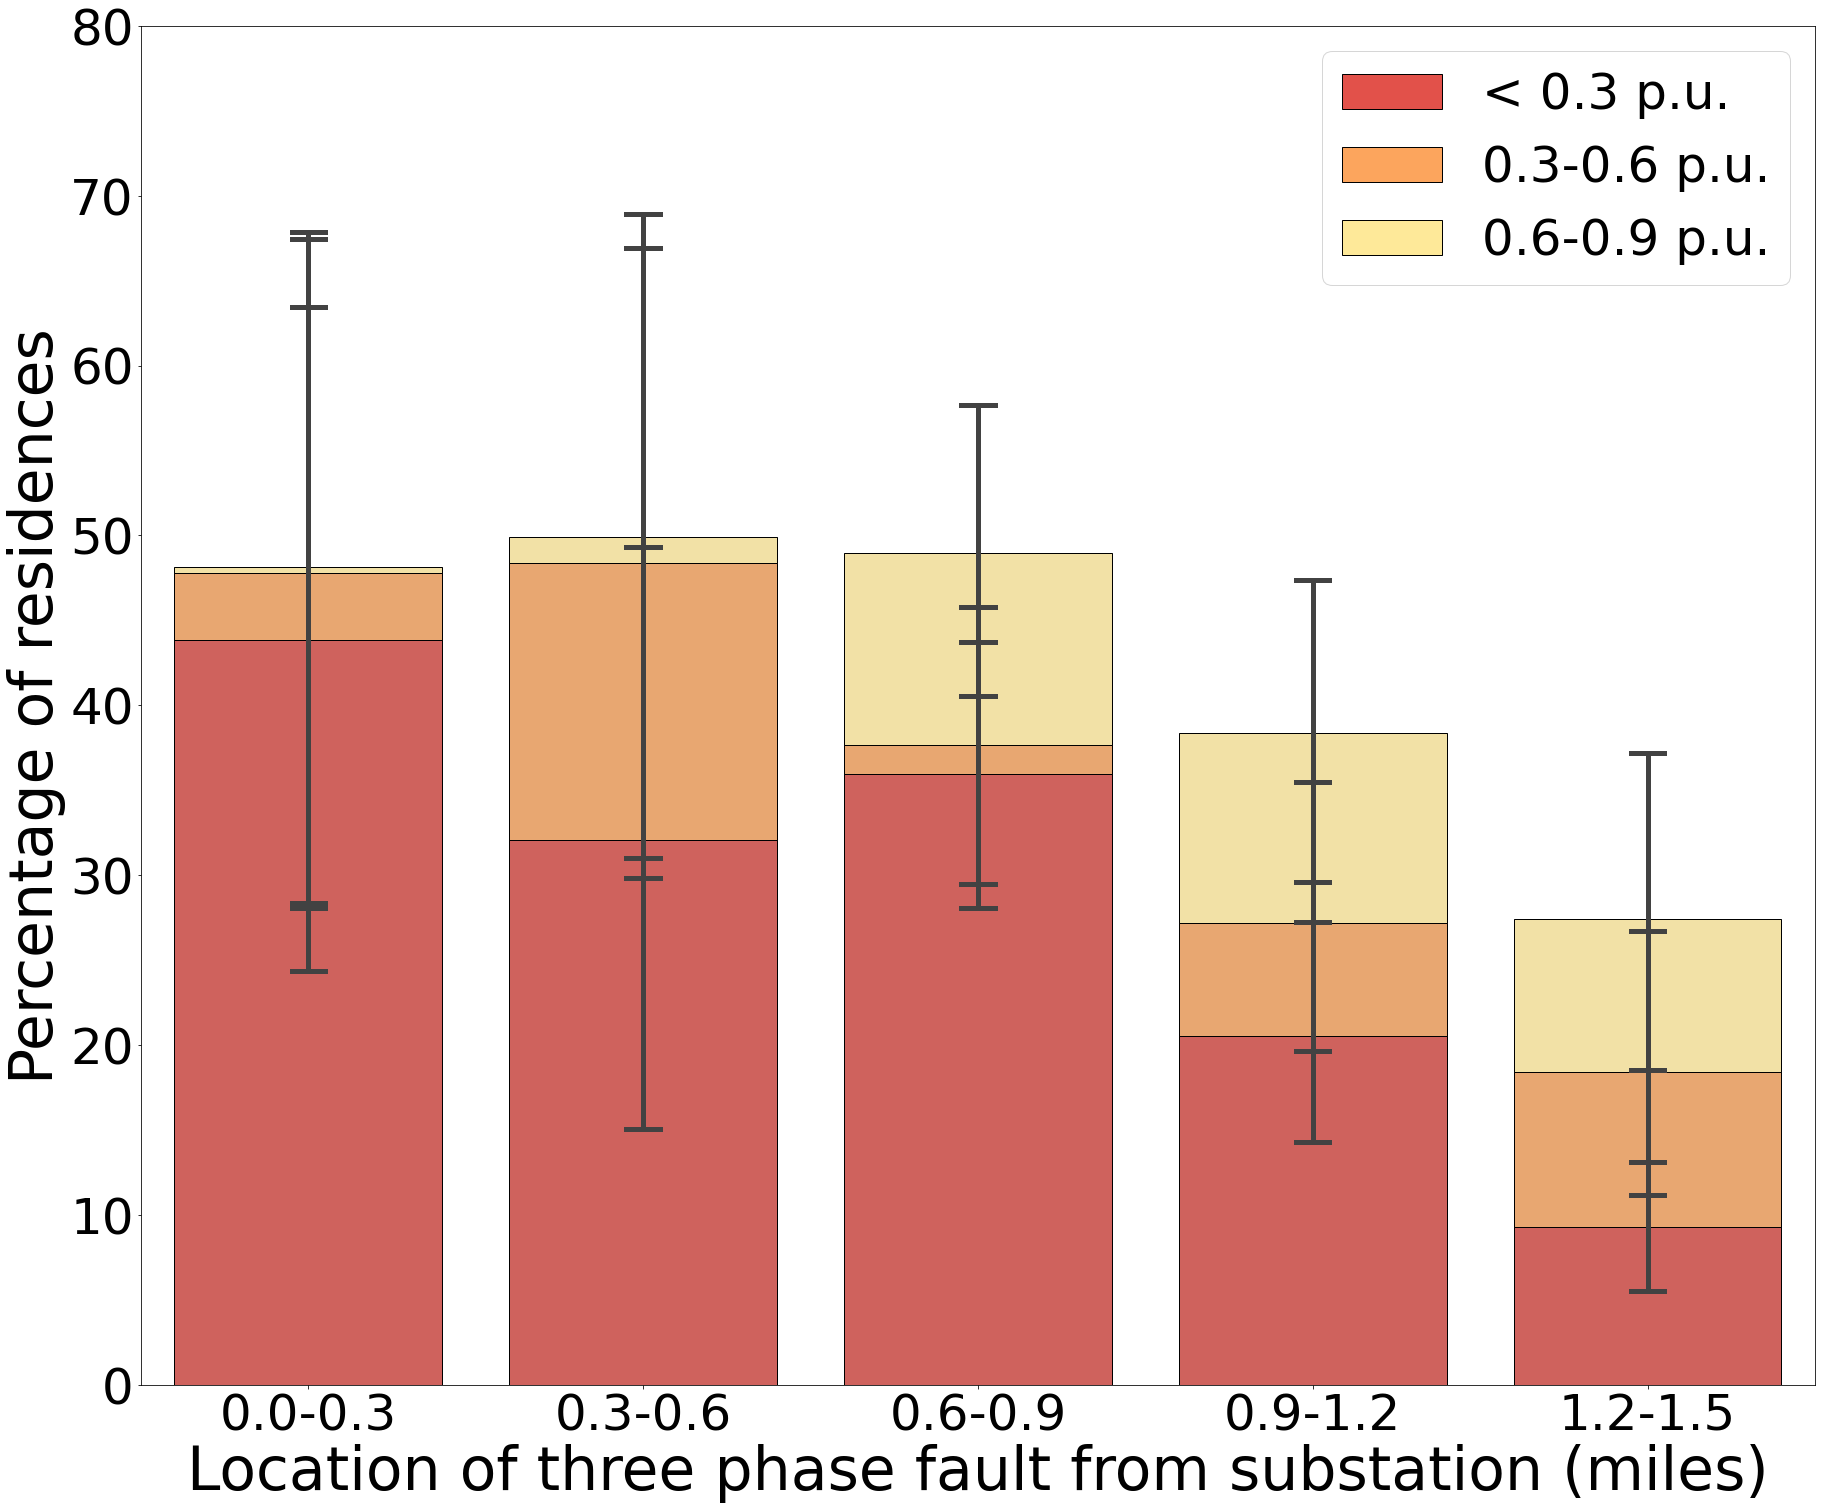 80
70
60
50
40
30
20
10
0
Percentage of residences
< 0.3 p.u.
0.3-0.6 p.u.
0.6-0.9 p.u.
0.0-0.3 0.3-0.6 0.6-0.9 0.9-1.2 1.2-1.5
Location of three phase fault from substation (miles)